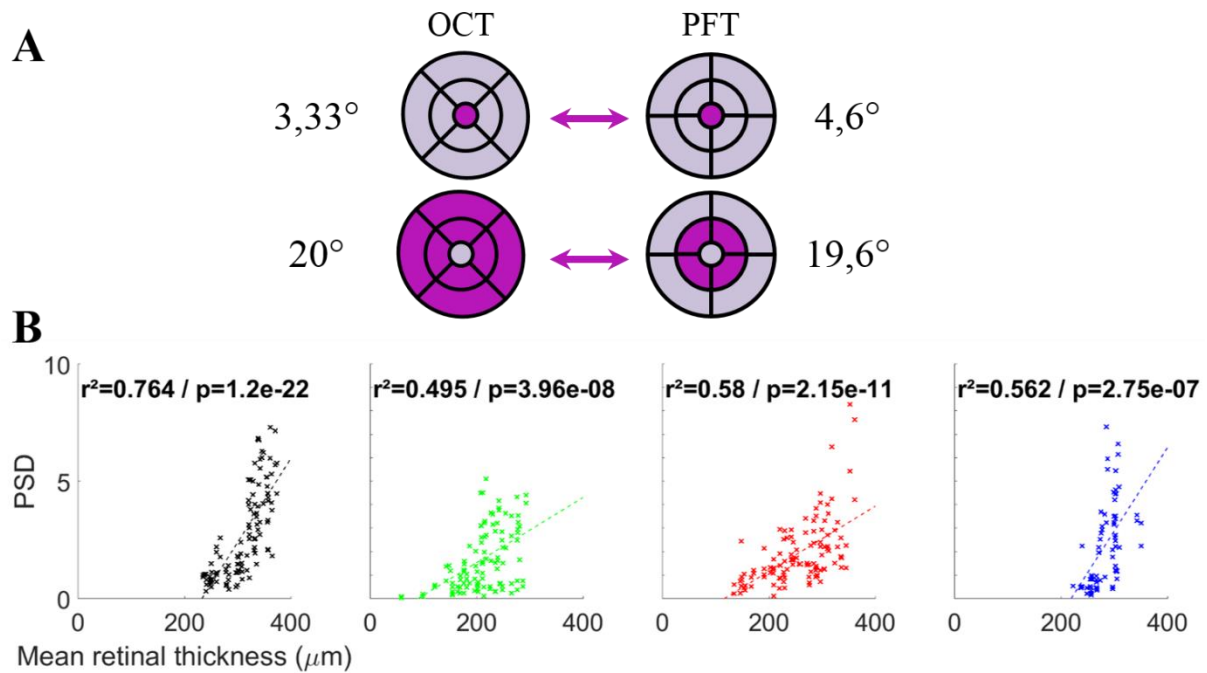 A
OCT PFT
3,33° 4,6°
20° 19,6°
B
10
5
0
PSD
r²=0.764 / p=1.2e-22
r²=0.495 / p=3.96e-08
r²=0.58 / p=2.15e-11
r²=0.562 / p=2.75e-07
0 200 400 0 200 400 0 200 400 0 200 400
Mean retinal thickness (μm)